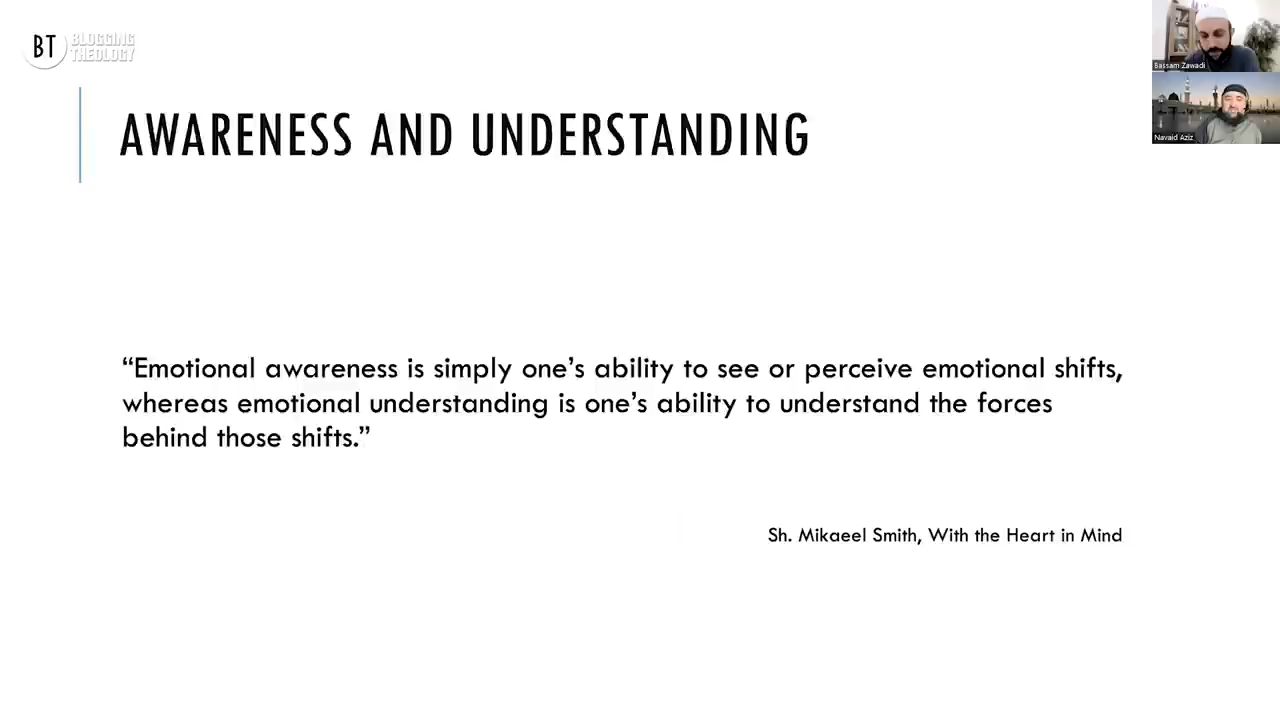 BT BLOGGING
THEOLOGY
Bassam Zawadi
Navaid Aziz
AWARENESS AND UNDERSTANDING
“Emotional awareness is simply one’s ability to see or perceive emotional shifts,
whereas emotional understanding is one’s ability to understand the forces
behind those shifts.”
Sh. Mikaeel Smith, With the Heart in Mind